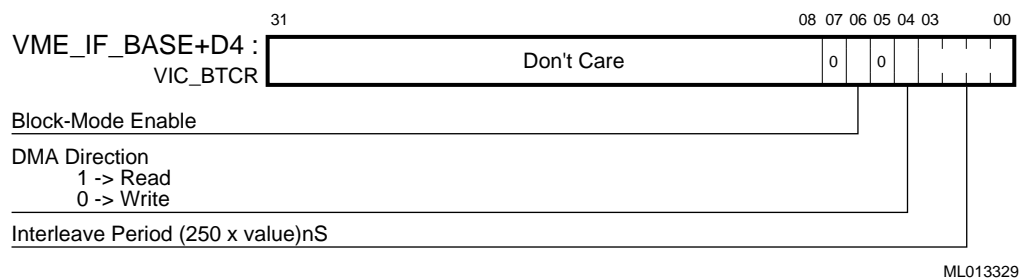 31 08 07 06 05 04 03 00
VME_IF_BASE+D4 : Don't Care 0 0
VIC_BTCR
Block-Mode Enable
DMA Direction
1 -> Read
0 -> Write
Interleave Period (250 x value)nS
ML013329